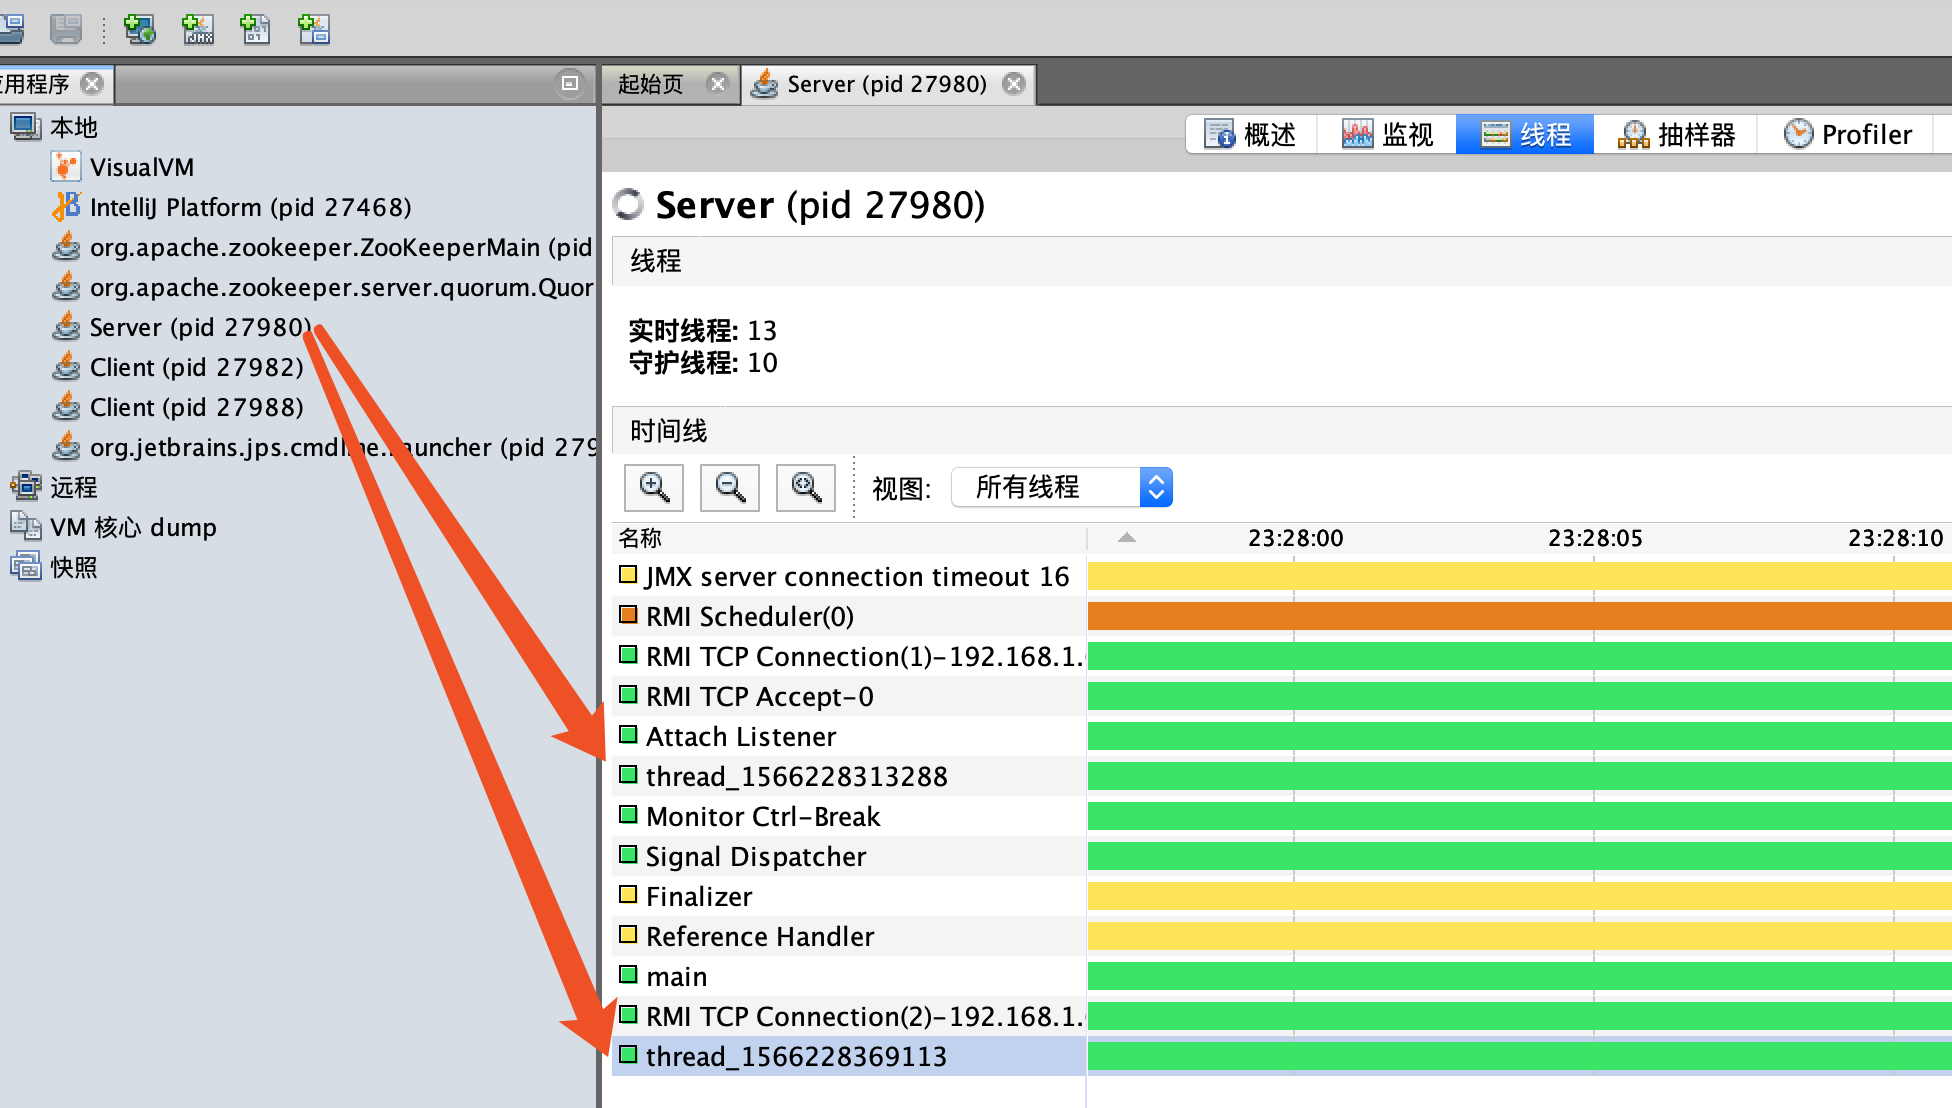 用程序
起始页
Server (pid 27980)
本地
VisualVM
IntelliJ Platform (pid 27468)
org.apache.zookeeper.ZooKeeperMain (pid
org.apache.zookeeper.server.quorum.Quor
Server (pid 27980)
Client (pid 27982)
Client (pid 27988)
org.jetbrains.jps.cmdline.Launcher (pid 279
远程
VM 核心 dump
快照
概述
监视
线程
抽样器
Profiler
Server (pid 27980)
线程
实时线程: 13
守护线程: 10
时间线
视图:
所有线程
名称
23:28:00
23:28:05
23:28:10
JMX server connection timeout 16
RMI Scheduler(0)
RMI TCP Connection(1)-192.168.1.
RMI TCP Accept-0
Attach Listener
thread_1566228313288
Monitor Ctrl-Break
Signal Dispatcher
Finalizer
Reference Handler
main
RMI TCP Connection(2)-192.168.1.
thread_1566228369113